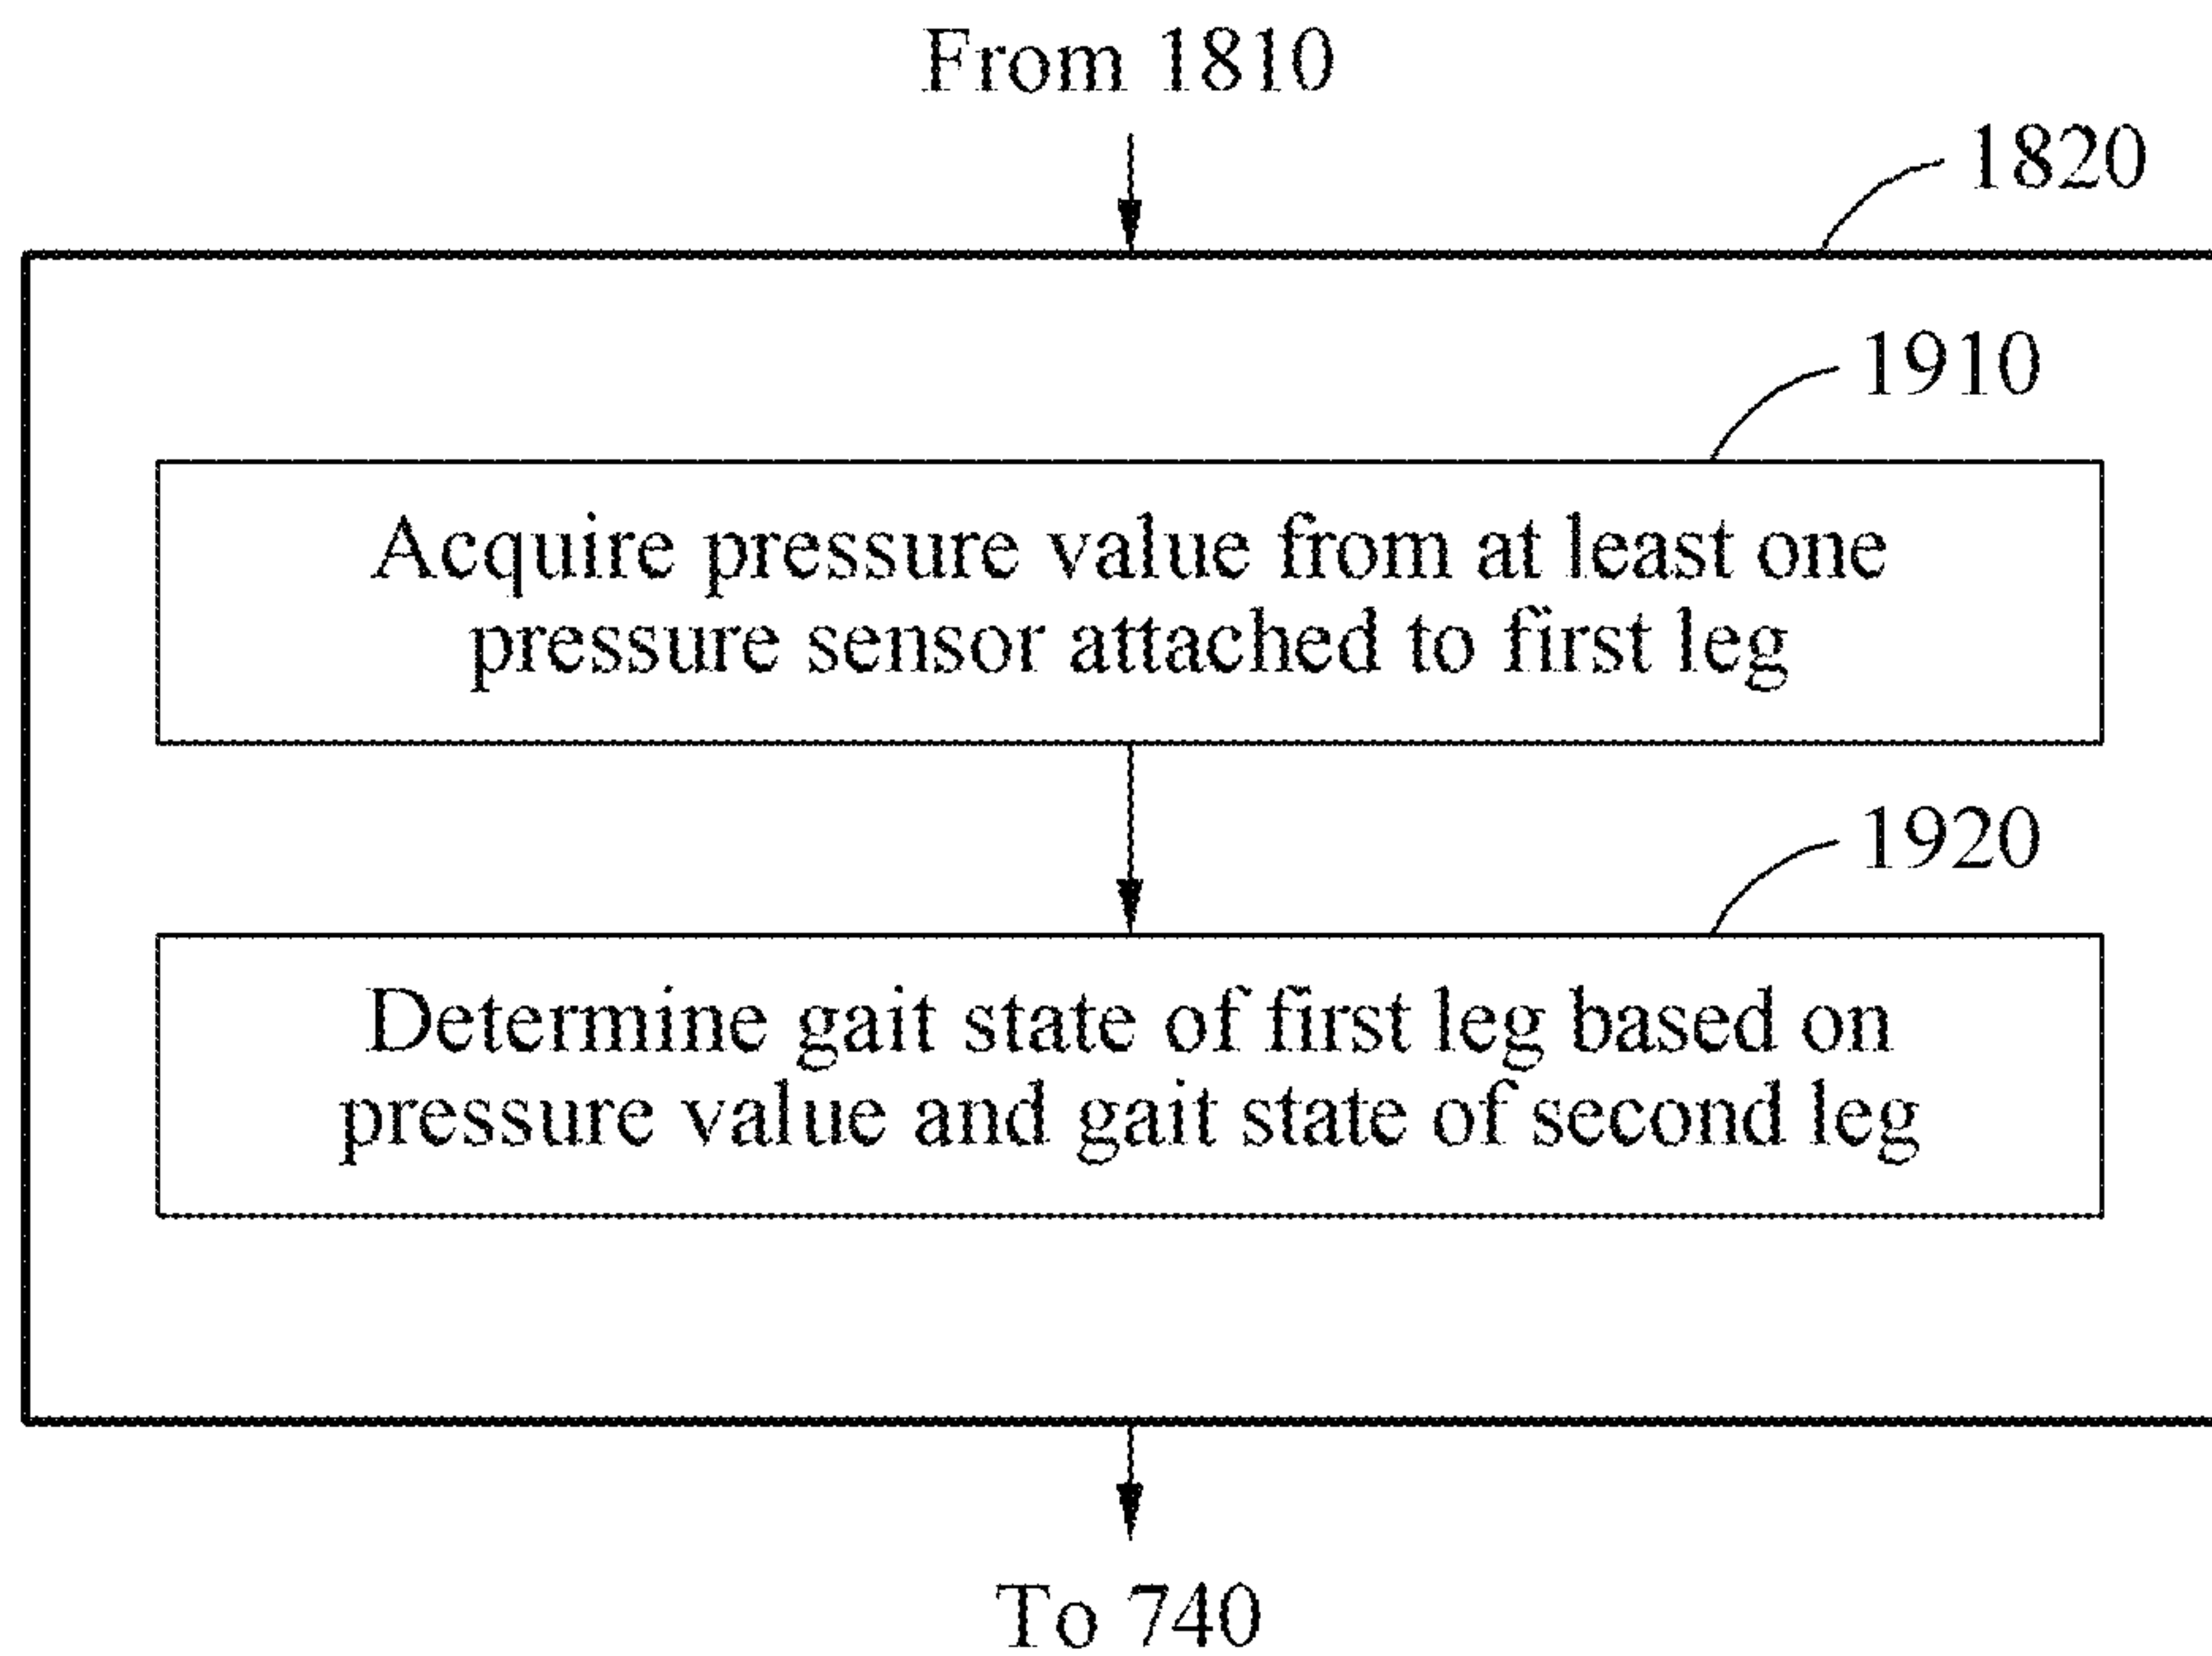 From 1810
1820
1910
Acquire pressure value from at least one
pressure sensor attached to first leg
1920
Determine gait state of first leg based on
pressure value and gait state of second leg
To 740